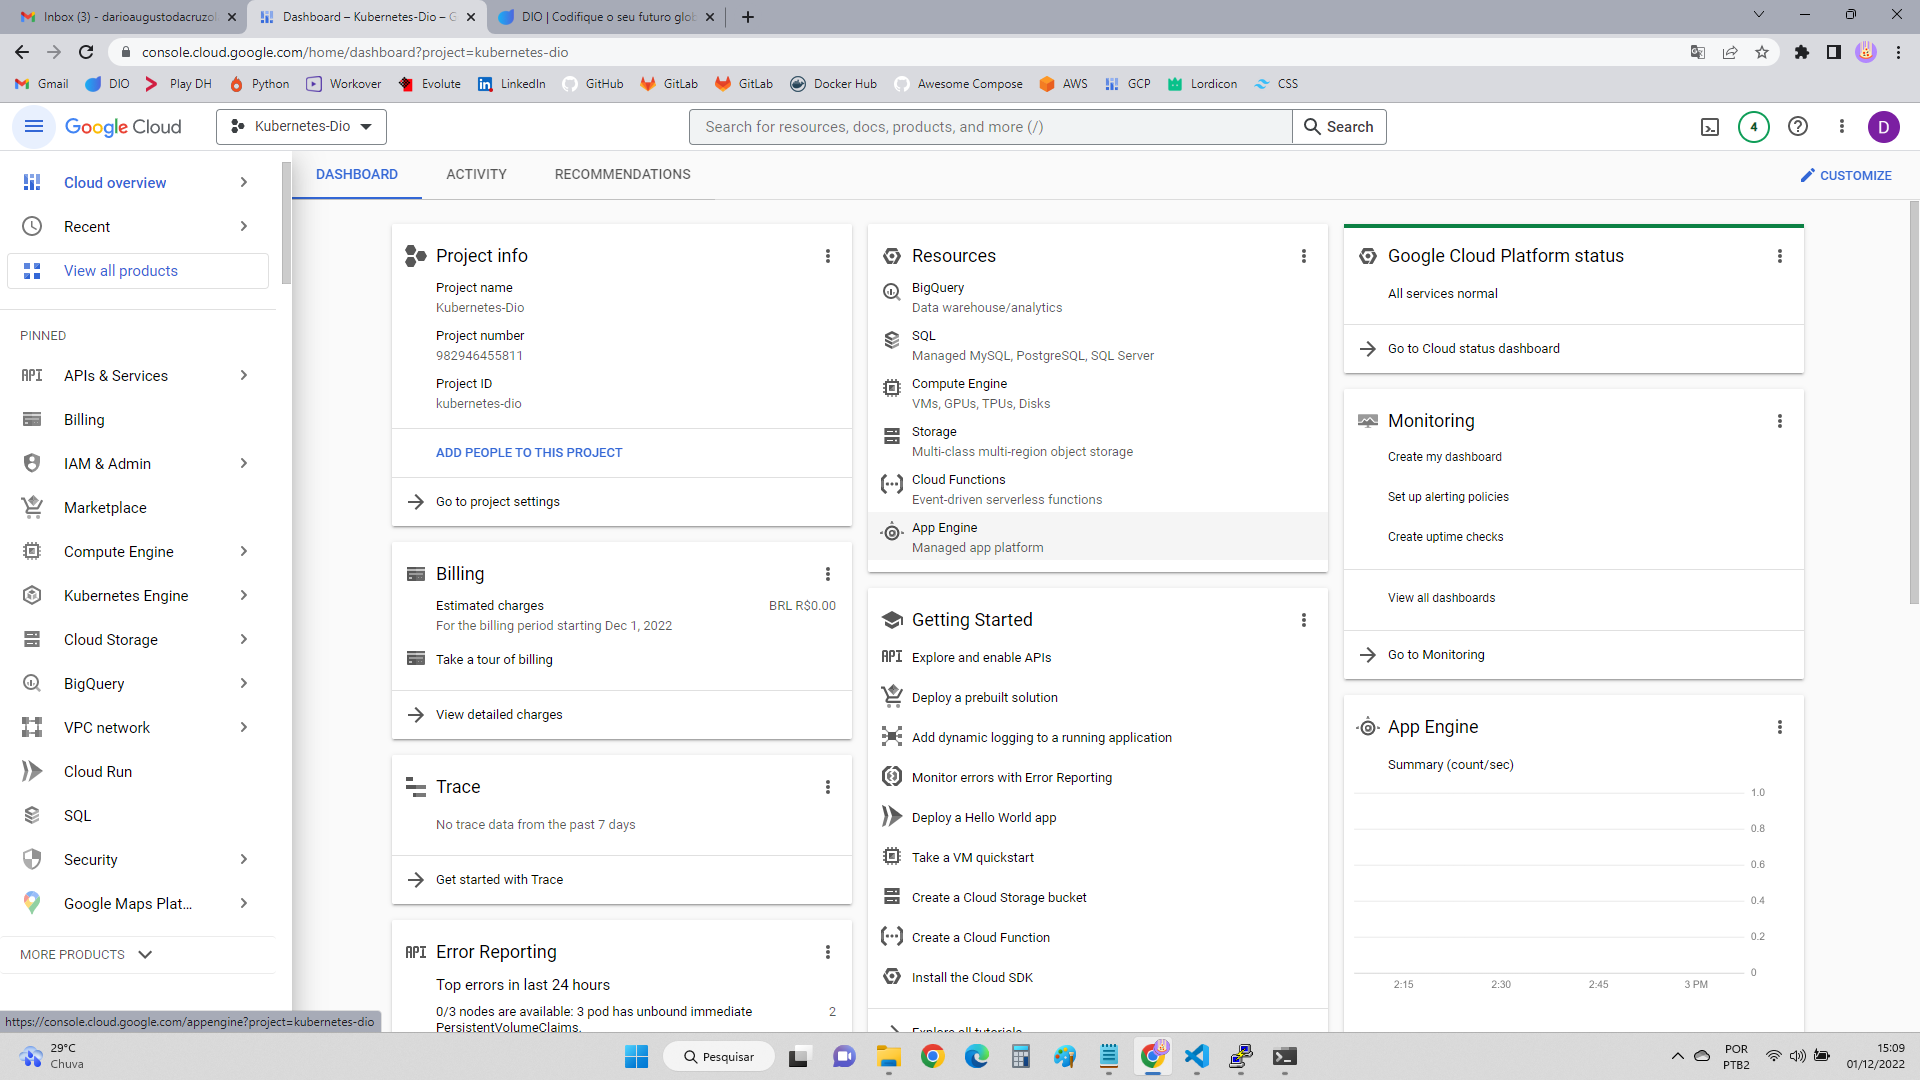 Inbox (3) - darioaugustodacruzol
Dashboard – Kubernetes-Dio – G
DIO | Codifique o seu futuro glob
console.cloud.google.com/home/dashboard?project=kubernetes-dio
Gmail
DIO
Play DH
Python
Workover
Evolute
LinkedIn
GitHub
GitLab
GitLab
Docker Hub
Awesome Compose
AWS
GCP
Lordicon
CSS
Google Cloud
Kubernetes-Dio
Search for resources, docs, products, and more (/)
Search
4
D
Cloud overview
Recent
View all products
PINNED
API APIs & Services
Billing
IAM & Admin
Marketplace
Compute Engine
Kubernetes Engine
Cloud Storage
BigQuery
VPC network
Cloud Run
SQL
Security
Google Maps Plat...
MORE PRODUCTS
https://console.cloud.google.com/appengine?project=kubernetes-dio
DASHBOARD
ACTIVITY
RECOMMENDATIONS
CUSTOMIZE
Project info
Project name
Kubernetes-Dio
Project number
982946455811
Project ID
kubernetes-dio
ADD PEOPLE TO THIS PROJECT
Go to project settings
Billing
Estimated charges BRL R$0.00
For the billing period starting Dec 1, 2022
Take a tour of billing
View detailed charges
Trace
No trace data from the past 7 days
Get started with Trace
API Error Reporting
Top errors in last 24 hours
0/3 nodes are available: 3 pod has unbound immediate 2
PersistentVolumeClaims.
Resources
BigQuery
Data warehouse/analytics
SQL
Managed MySQL, PostgreSQL, SQL Server
Compute Engine
VMs, GPUs, TPUs, Disks
Storage
Multi-class multi-region object storage
Cloud Functions
Event-driven serverless functions
App Engine
Managed app platform
Getting Started
API Explore and enable APIs
Deploy a prebuilt solution
Add dynamic logging to a running application
Monitor errors with Error Reporting
Deploy a Hello World app
Take a VM quickstart
Create a Cloud Storage bucket
Create a Cloud Function
Install the Cloud SDK
Explore all tutorials
Google Cloud Platform status
All services normal
Go to Cloud status dashboard
Monitoring
Create my dashboard
Set up alerting policies
Create uptime checks
View all dashboards
Go to Monitoring
App Engine
Summary (count/sec)
1.0
0.8
0.6
0.4
0.2
0
2:15
2:30
2:45
3 PM
29°C
Chuva
Pesquisar
POR
PTB2
15:09
01/12/2022